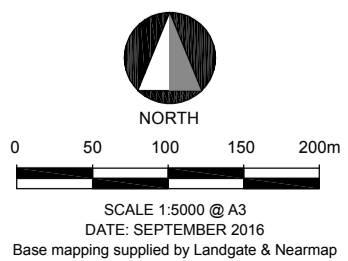 NORTH
0 50 100 150 200m
SCALE 1:5000 @ A3
DATE: SEPTEMBER 2016
Base mapping supplied by Landgate & Nearmap